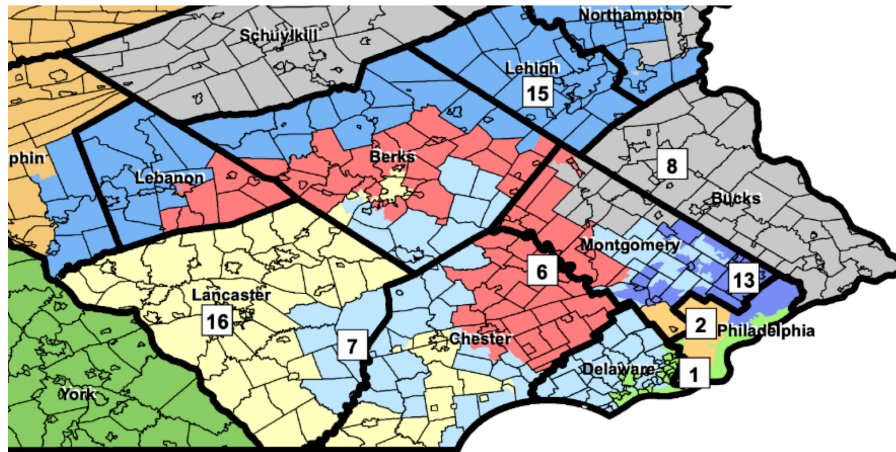 Northampton
Schuylkill
Lehigh
15
phin
Berks
8
Lebanon
Bucks
Montgomery
6
13
Lancaster
16
2
Philadelphia
Chester
7
Delaware
1
York